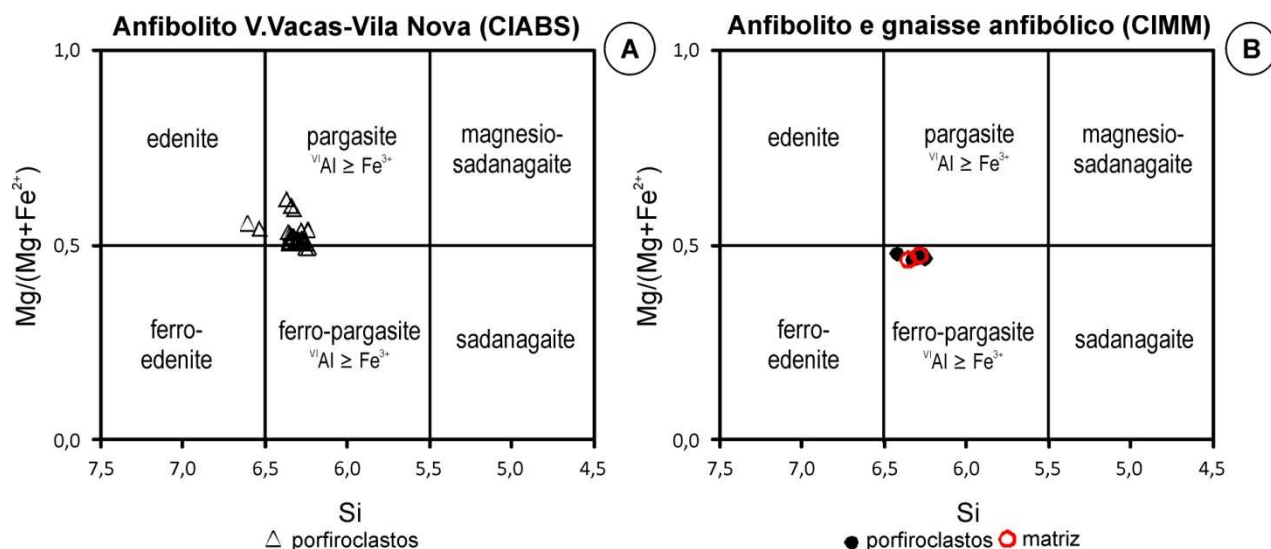 Anfibolito V.Vacas-Vila Nova (CIABS)
A
1,0
0,5
0,0
Mg/(Mg+Fe²⁺)
edenite
pargasite
ⱽᴵAl ≥ Fe³⁺
magnesio-
sadanagaite
ferro-
edenite
ferro-pargasite
ⱽᴵAl ≥ Fe³⁺
sadanagaite
7,5
7,0
6,5
6,0
5,5
5,0
4,5
Si
porfiroclastos
Anfibolito e gnaisse anfibólico (CIMM)
B
1,0
0,5
0,0
Mg/(Mg+Fe²⁺)
edenite
pargasite
ⱽᴵAl ≥ Fe³⁺
magnesio-
sadanagaite
ferro-
edenite
ferro-pargasite
ⱽᴵAl ≥ Fe³⁺
sadanagaite
7,5
7,0
6,5
6,0
5,5
5,0
4,5
Si
porfiroclastos
matriz